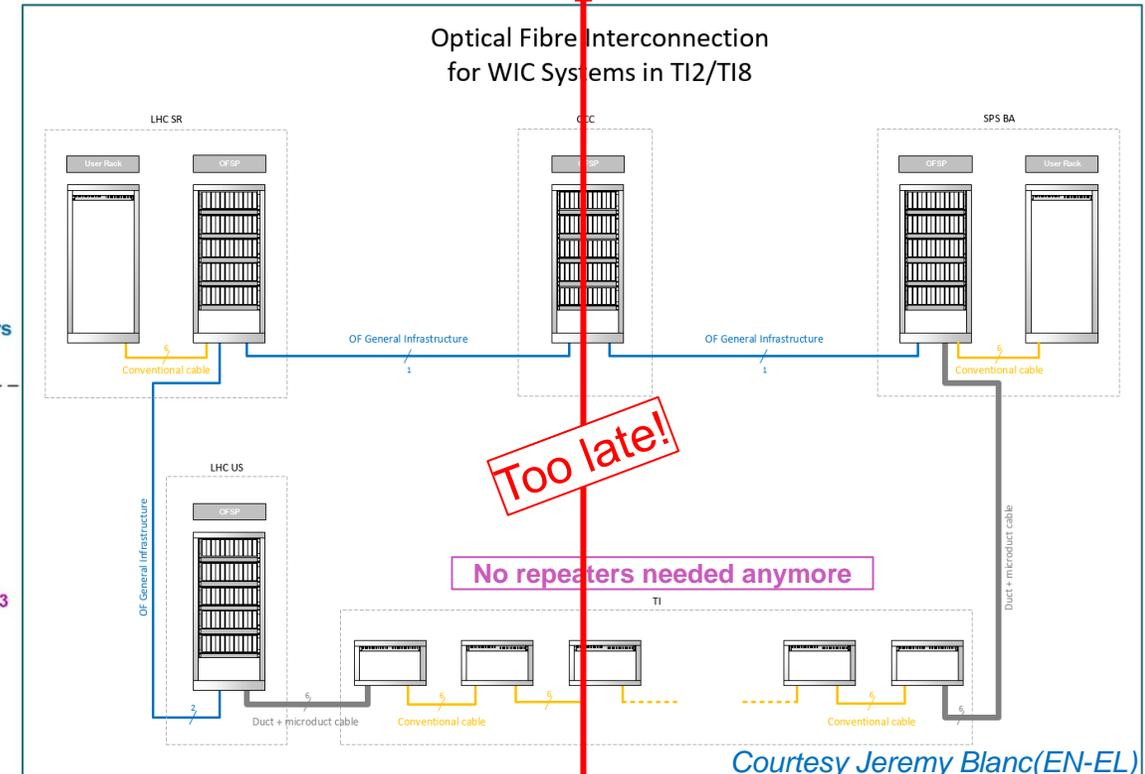 Optical Fibre Interconnection
for WIC Systems in TI2/TI8
LHC SR
CCC
SPS BA
User Rack
OFSP
OFSP
OFSP
User Rack
rs
6
Conventional cable
OF General Infrastructure
1
OF General Infrastructure
1
6
Conventional cable
Too late!
LHC US
OFSP
OF General Infrastructure
Duct + microduct cable
No repeaters needed anymore
3
TI
2
6
Duct + microduct cable
6
Conventional cable
6
6
Conventional cable
6
Courtesy Jeremy Blanc(EN-EL)